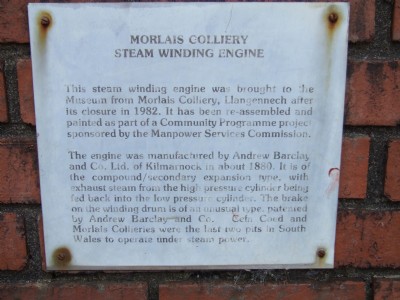 MORLAIS COLLIERY
STEAM WINDING ENGINE
This steam winding engine was brought to the
Museum from Morlais Colliery, Llangennech after
its closure in 1982. It has been re-assembled and
painted as part of a Community Programme project
sponsored by the Manpower Services Commission.
The engine was manufactured by Andrew Barclay
and Co. Ltd. of Kilmarnock in about 1880. It is of
the compound/secondary expansion type, with
exhaust steam from the high pressure cylinder being
fed back into the low pressure cylinder. The brake
on the winding drum is of an unusual type, patented
by Andrew Barclay and Co. Cefn Coed and
Morlais Collieries were the last two pits in South
Wales to operate under steam power.